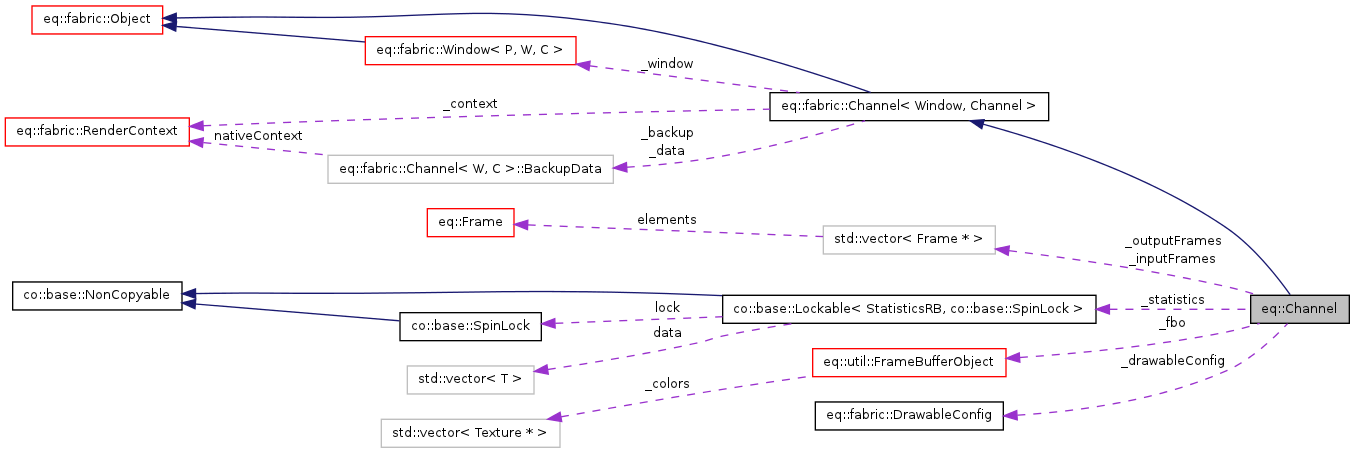 eq::fabric::Object
eq::fabric::Window< P, W, C >
_window
eq::fabric::Channel< Window, Channel >
_context
eq::fabric::RenderContext
nativeContext
_backup
_data
eq::fabric::Channel< W, C >::BackupData
eq::Frame
elements
std::vector< Frame * >
_outputFrames
_inputFrames
co::base::NonCopyable
lock
co::base::Lockable< StatisticsRB, co::base::SpinLock >
_statistics
eq::Channel
co::base::SpinLock
data
_fbo
std::vector< T >
eq::util::FrameBufferObject
_drawableConfig
_colors
eq::fabric::DrawableConfig
std::vector< Texture * >